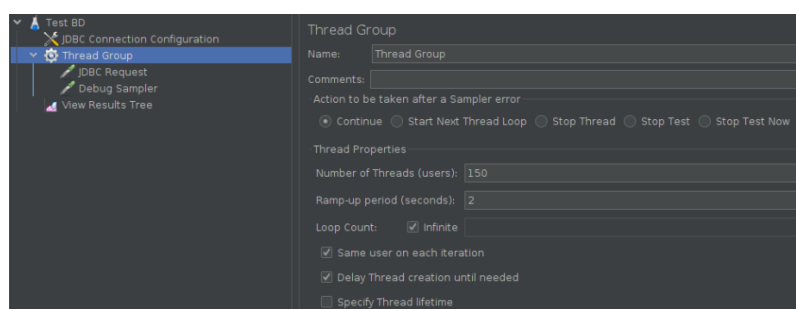 Test BD
JDBC Connection Configuration
Thread Group
JDBC Request
Debug Sampler
View Results Tree
Thread Group
Name: Thread Group
Comments:
Action to be taken after a Sampler error
Continue Start Next Thread Loop Stop Thread Stop Test Stop Test Now
Thread Properties
Number of Threads (users): 150
Ramp-up period (seconds): 2
Loop Count: Infinite
Same user on each iteration
Delay Thread creation until needed
Specify Thread lifetime